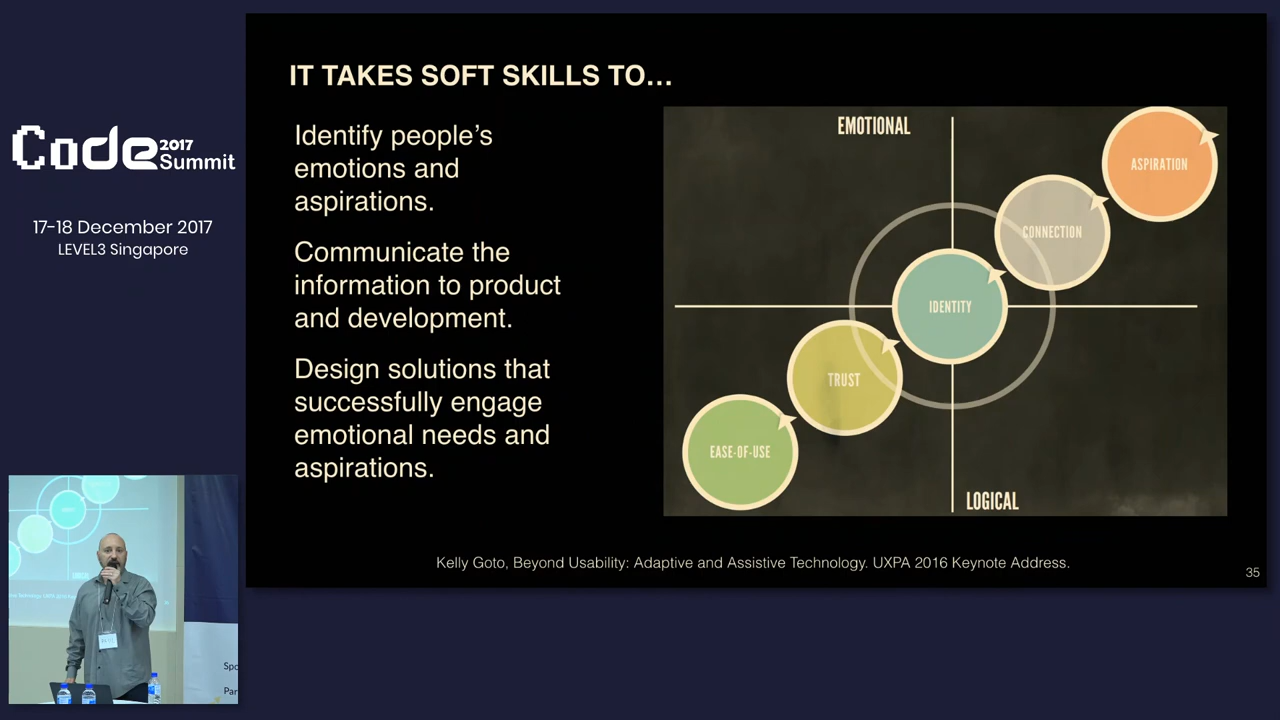 Code
2017
Summit
17-18 December 2017
LEVEL3 Singapore
IT TAKES SOFT SKILLS TO...
Identify people's
emotions and
aspirations.
Communicate the
information to product
and development.
Design solutions that
successfully engage
emotional needs and
aspirations.
EMOTIONAL
ASPIRATION
CONNECTION
IDENTITY
TRUST
EASE-OF-USE
LOGICAL
Kelly Goto, Beyond Usability: Adaptive and Assistive Technology. UXPA 2016 Keynote Address.
35